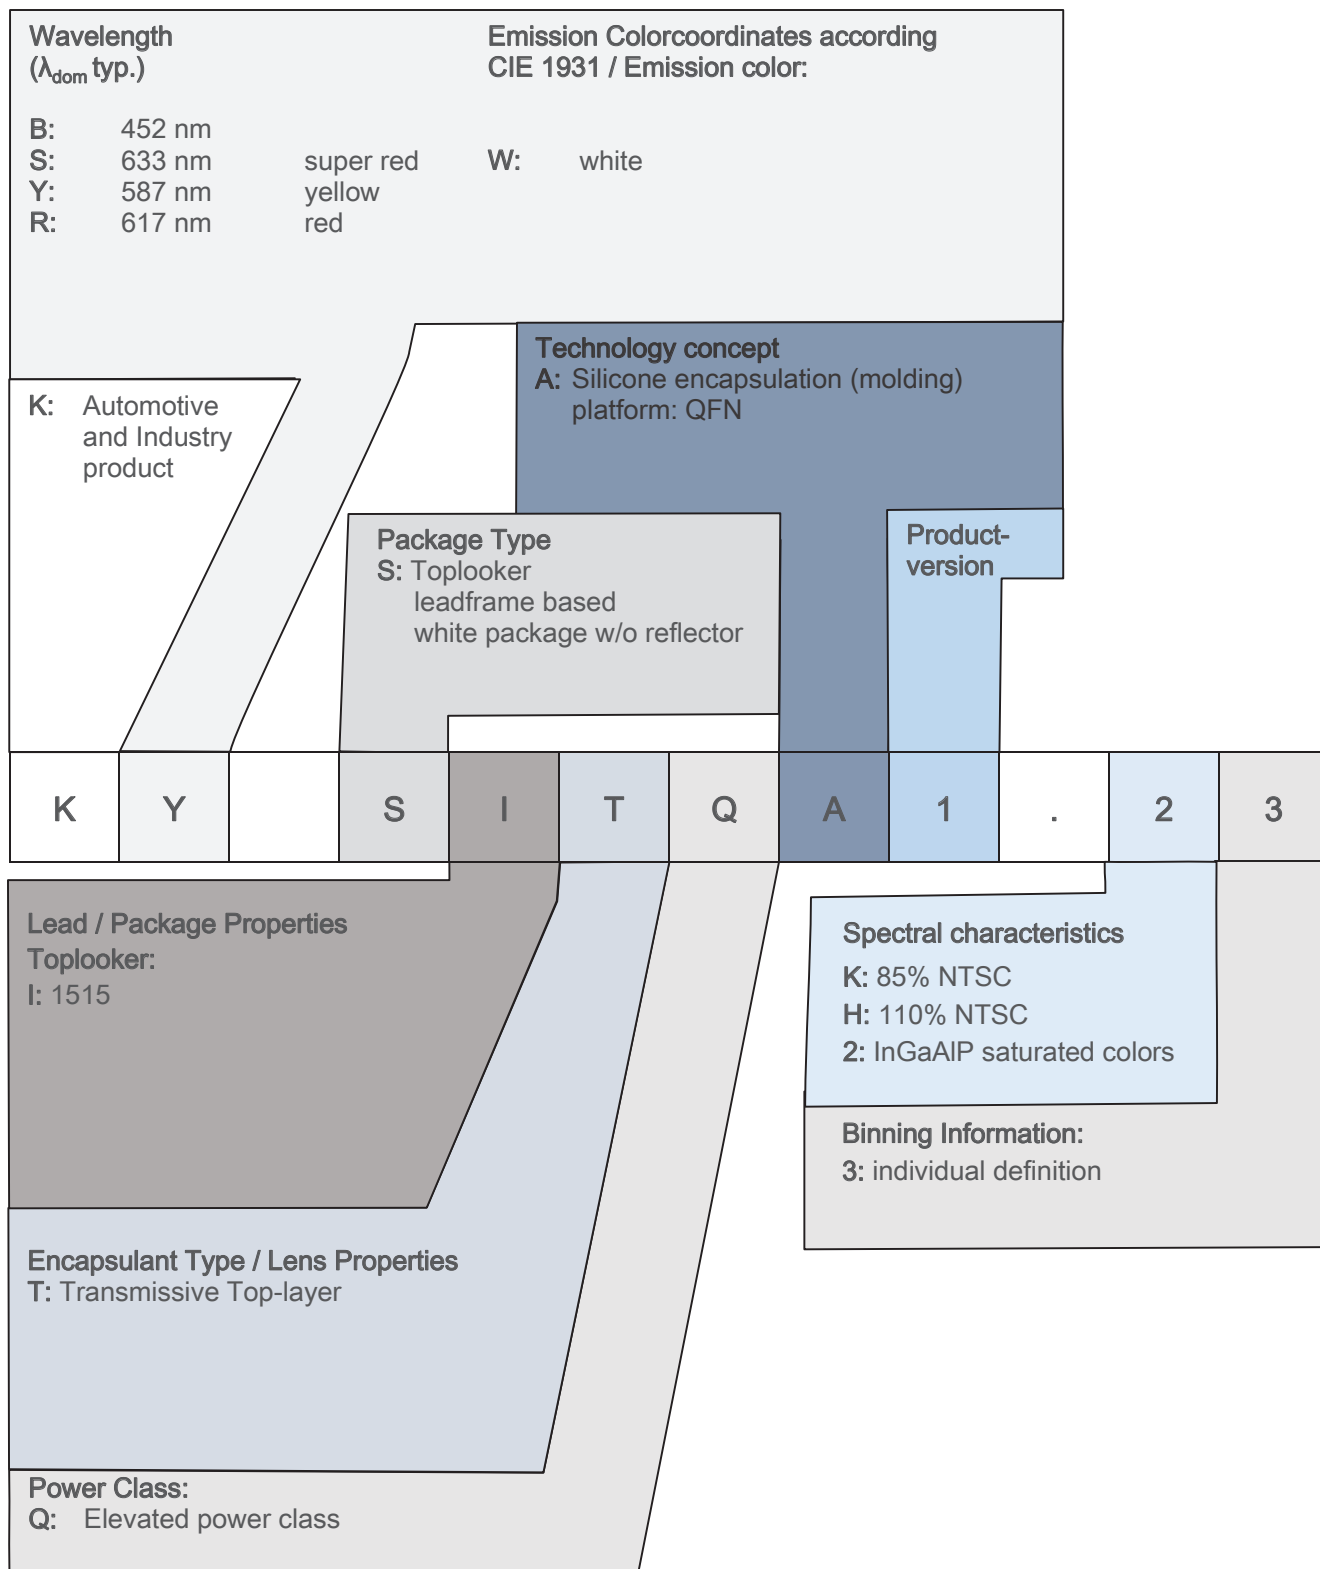 Wavelength
(λdom typ.)
B: 452 nm
S: 633 nm super red
Y: 587 nm yellow
R: 617 nm red
Emission Colorcoordinates according
CIE 1931 / Emission color:
W: white
K: Automotive
and Industry
product
Technology concept
A: Silicone encapsulation (molding)
platform: QFN
Package Type
S: Toplooker
leadframe based
white package w/o reflector
Product-
version
K Y S I T Q A 1 . 2 3
Lead / Package Properties
Toplooker:
I: 1515
Encapsulant Type / Lens Properties
T: Transmissive Top-layer
Power Class:
Q: Elevated power class
Spectral characteristics
K: 85% NTSC
H: 110% NTSC
2: InGaAlP saturated colors
Binning Information:
3: individual definition